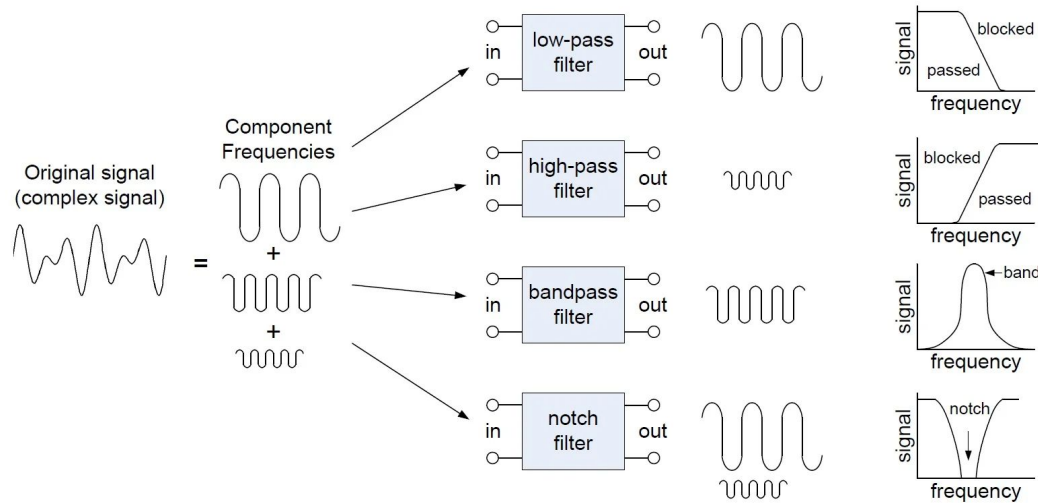 Original signal
(complex signal)
=
Component
Frequencies
+
+
in
low-pass
filter
out
signal
passed
blocked
frequency
in
high-pass
filter
out
signal
blocked
passed
frequency
in
bandpass
filter
out
signal
band
frequency
in
notch
filter
out
signal
notch
frequency